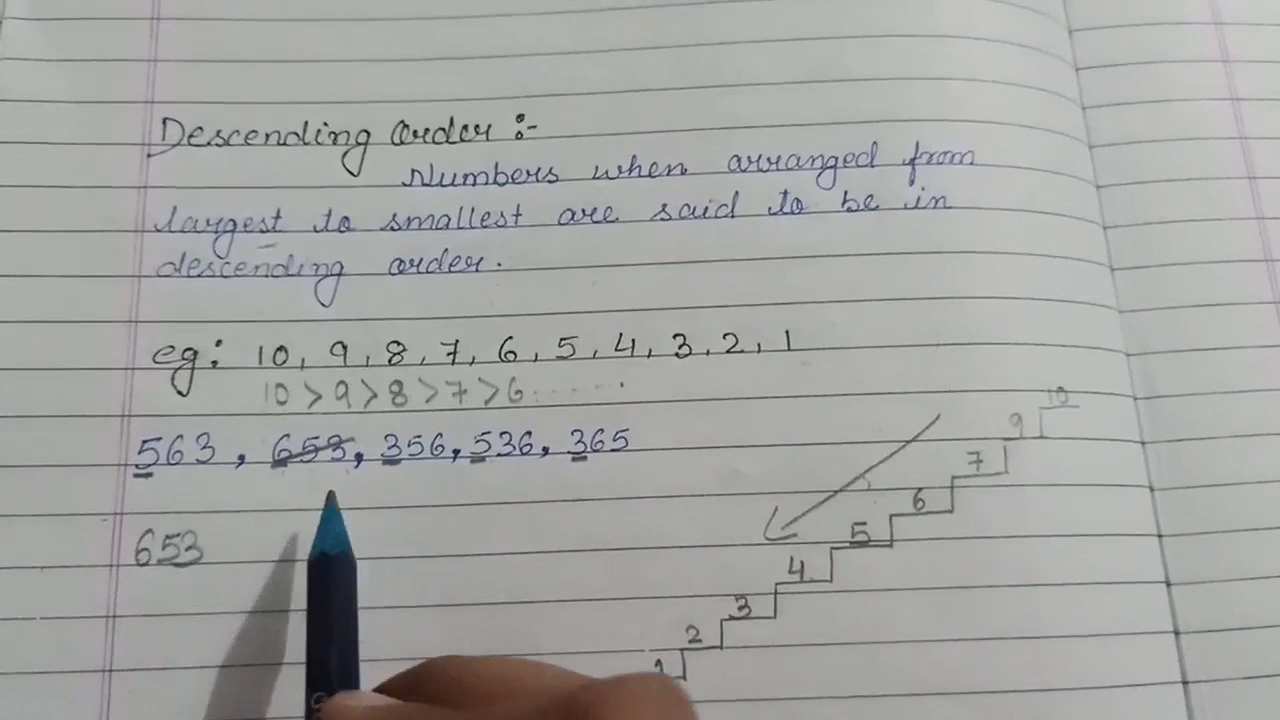 Descending order :-
Numbers when arranged from
largest to smallest are said to be in
descending order.
eg: 10, 9, 8, 7, 6, 5, 4, 3, 2, 1
10 > 9 > 8 > 7 > 6 ......
563, 653, 356, 536, 365
653
10
9
7
6
5
4
3
2
1